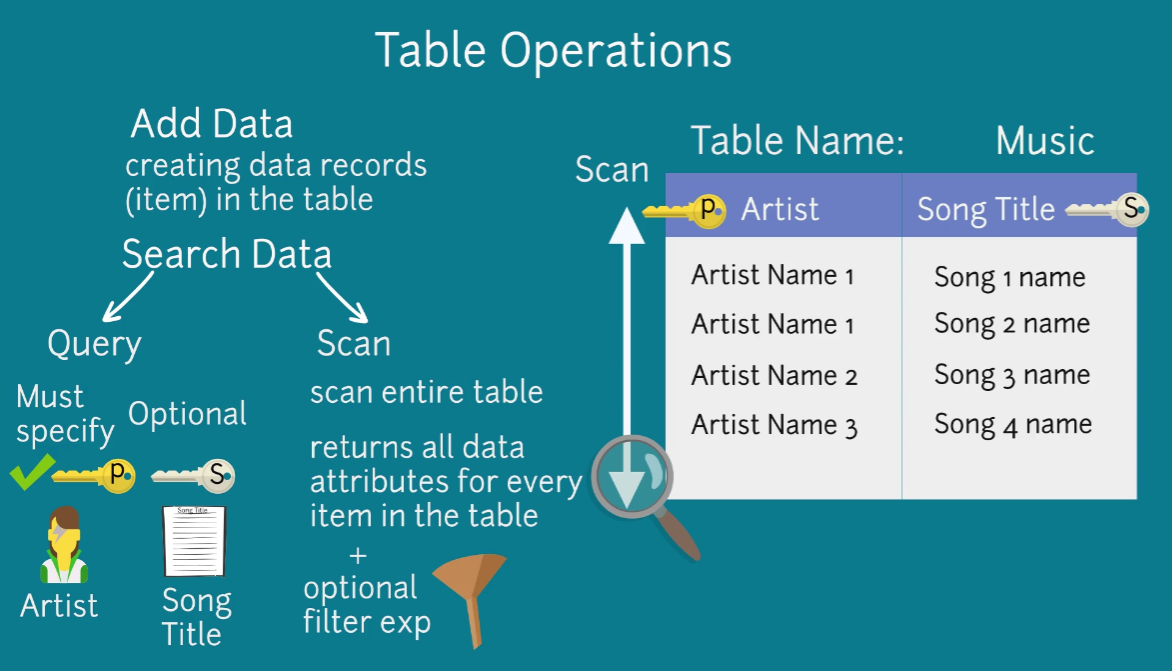 Table Operations
Add Data
creating data records
(item) in the table
Search Data
Query
Must
specify
Optional
P
S
Song Title
Artist
Song
Title
Scan
scan entire table
returns all data
attributes for every
item in the table
+
optional
filter exp
Scan
Table Name: Music
P Artist Song Title S
Artist Name 1 Song 1 name
Artist Name 1 Song 2 name
Artist Name 2 Song 3 name
Artist Name 3 Song 4 name